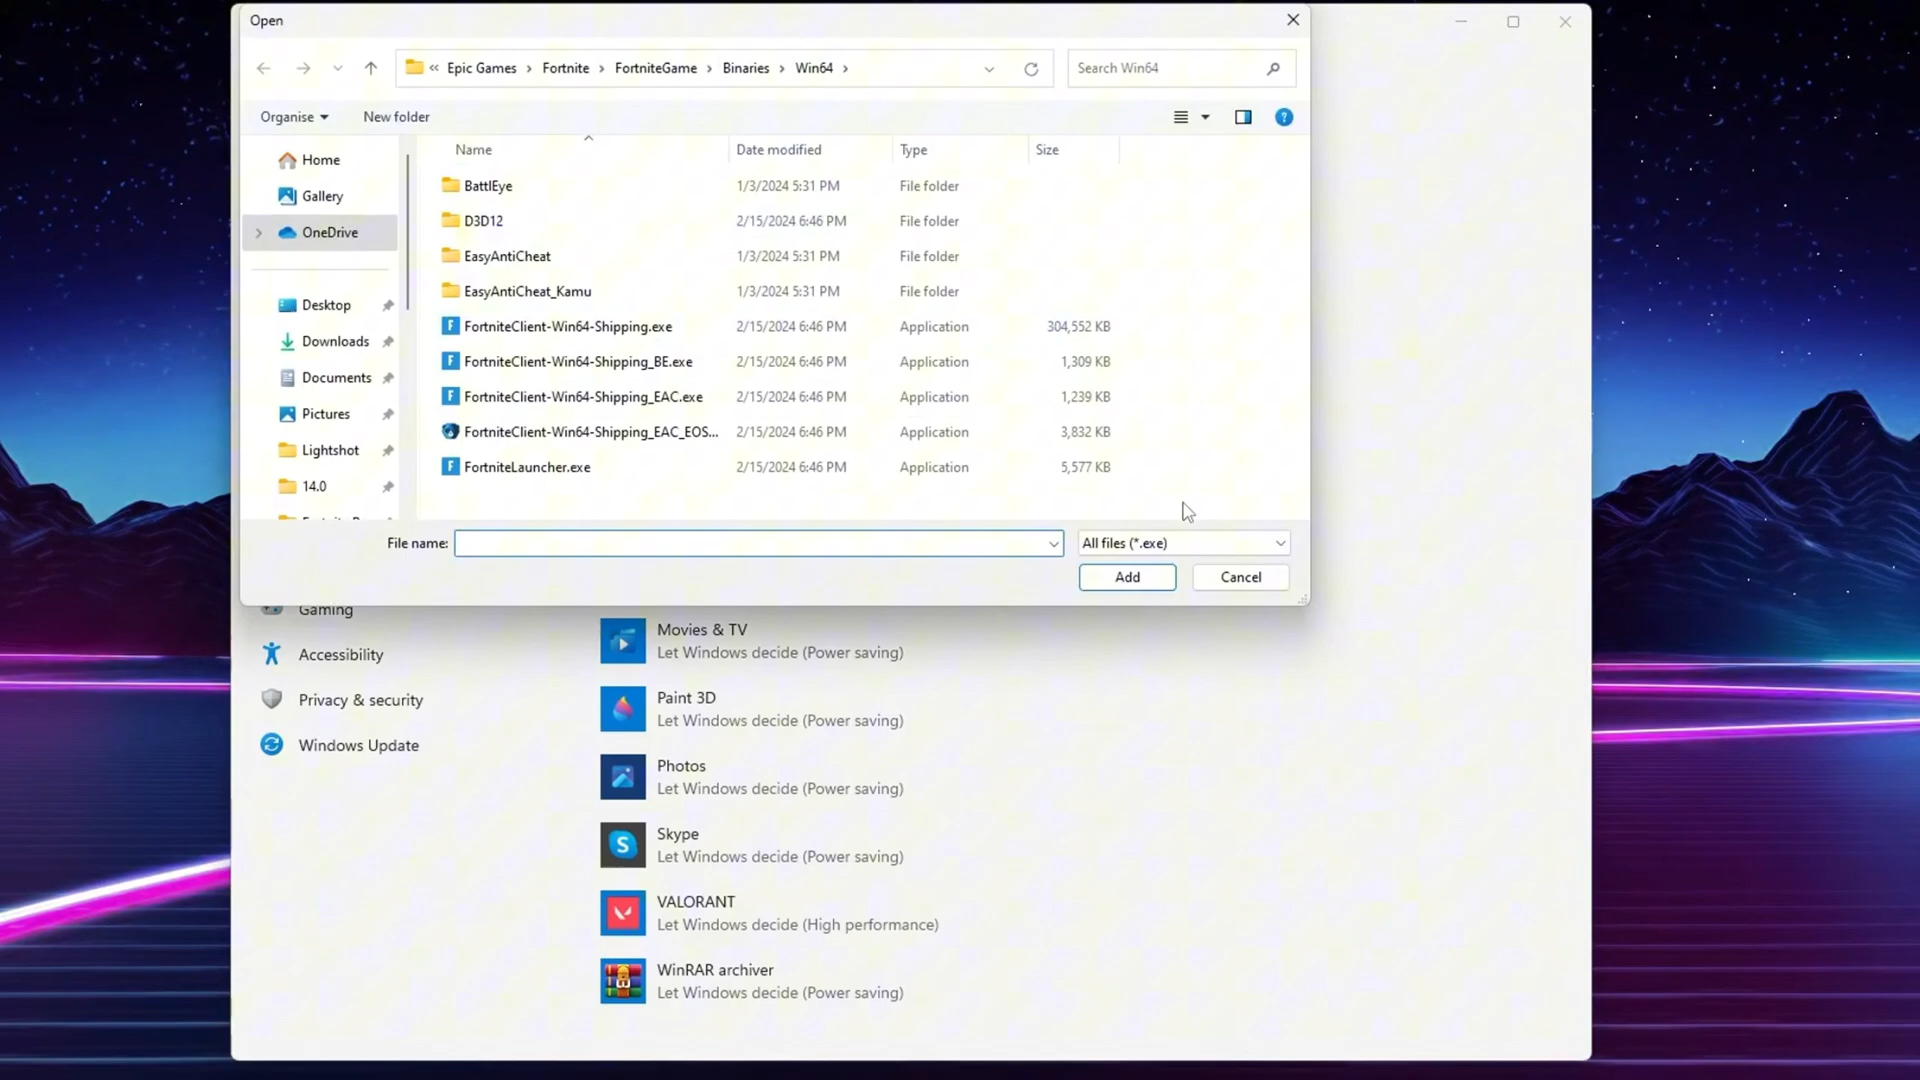 Open
« Epic Games › Fortnite › FortniteGame › Binaries › Win64 ›
Search Win64
Organise New folder
Name Date modified Type Size
Home
Gallery
OneDrive
Desktop
Downloads
Documents
Pictures
Lightshot
14.0
BattlEye 1/3/2024 5:31 PM File folder
D3D12 2/15/2024 6:46 PM File folder
EasyAntiCheat 1/3/2024 5:31 PM File folder
EasyAntiCheat_Kamu 1/3/2024 5:31 PM File folder
FortniteClient-Win64-Shipping.exe 2/15/2024 6:46 PM Application 304,552 KB
FortniteClient-Win64-Shipping_BE.exe 2/15/2024 6:46 PM Application 1,309 KB
FortniteClient-Win64-Shipping_EAC.exe 2/15/2024 6:46 PM Application 1,239 KB
FortniteClient-Win64-Shipping_EAC_EOS... 2/15/2024 6:46 PM Application 3,832 KB
FortniteLauncher.exe 2/15/2024 6:46 PM Application 5,577 KB
File name: All files (*.exe)
Add Cancel
Gaming
Accessibility
Privacy & security
Windows Update
Movies & TV
Let Windows decide (Power saving)
Paint 3D
Let Windows decide (Power saving)
Photos
Let Windows decide (Power saving)
Skype
Let Windows decide (Power saving)
VALORANT
Let Windows decide (High performance)
WinRAR archiver
Let Windows decide (Power saving)